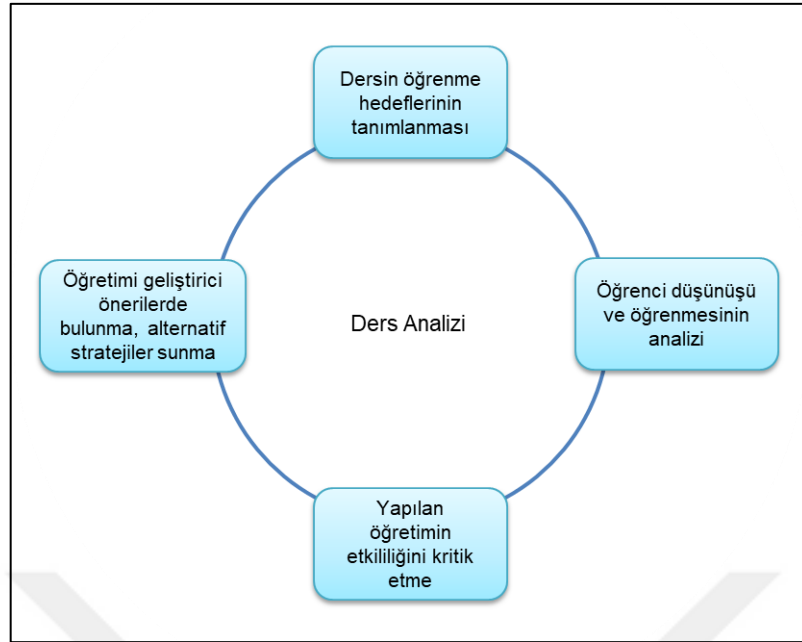 Dersin öğrenme
hedeflerinin
tanımlanması
Öğretimi geliştirici
önerilerde
bulunma, alternatif
stratejiler sunma
Ders Analizi
Öğrenci düşünüşü
ve öğrenmesinin
analizi
Yapılan
öğretimin
etkililiğini kritik
etme